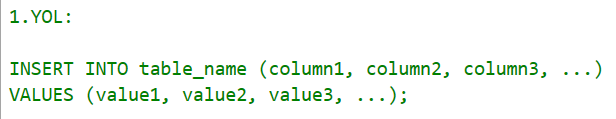 1.YOL:
INSERT INTO table_name (column1, column2, column3, ...)
VALUES (value1, value2, value3, ...);